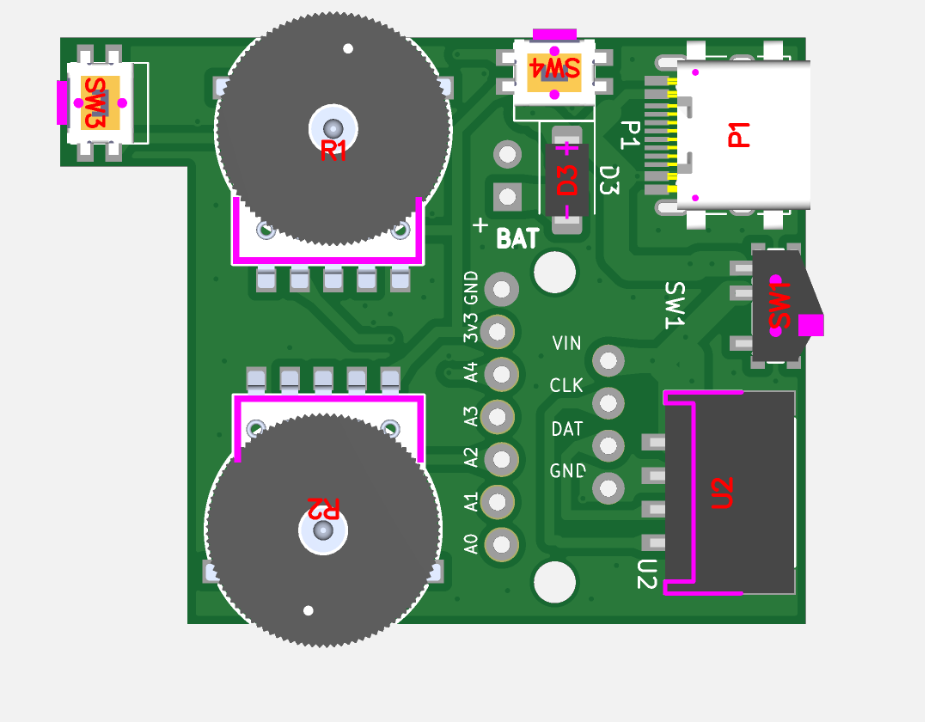 SW3
R1
SW4
P1
P1
D3
D3
+
-
+
BAT
GND
3v3
A4
A3
A2
A1
A0
VIN
CLK
DAT
GND
SW1
SW1
U2
U2
R2